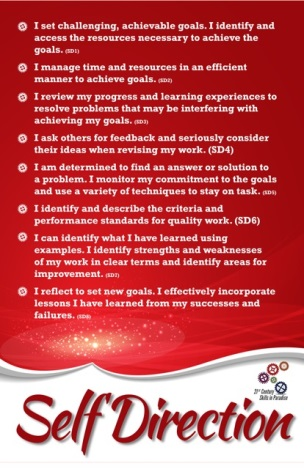 I set challenging, achievable goals. I identify and
access the resources necessary to achieve the
goals. (SD1)
I manage time and resources in an efficient
manner to achieve goals. (SD2)
I review my progress and learning experiences to
resolve problems that may be interfering with
achieving my goals. (SD3)
I ask others for feedback and seriously consider
their ideas when revising my work. (SD4)
I am determined to find an answer or solution to
a problem. I monitor my commitment to the goals
and use a variety of techniques to stay on task. (SD5)
I identify and describe the criteria and
performance standards for quality work. (SD6)
I can identify what I have learned using
examples. I identify strengths and weaknesses
of my work in clear terms and identify areas for
improvement. (SD7)
I reflect to set new goals. I effectively incorporate
lessons I have learned from my successes and
failures. (SD8)
21st Century
Skills in Paradise
Self Direction